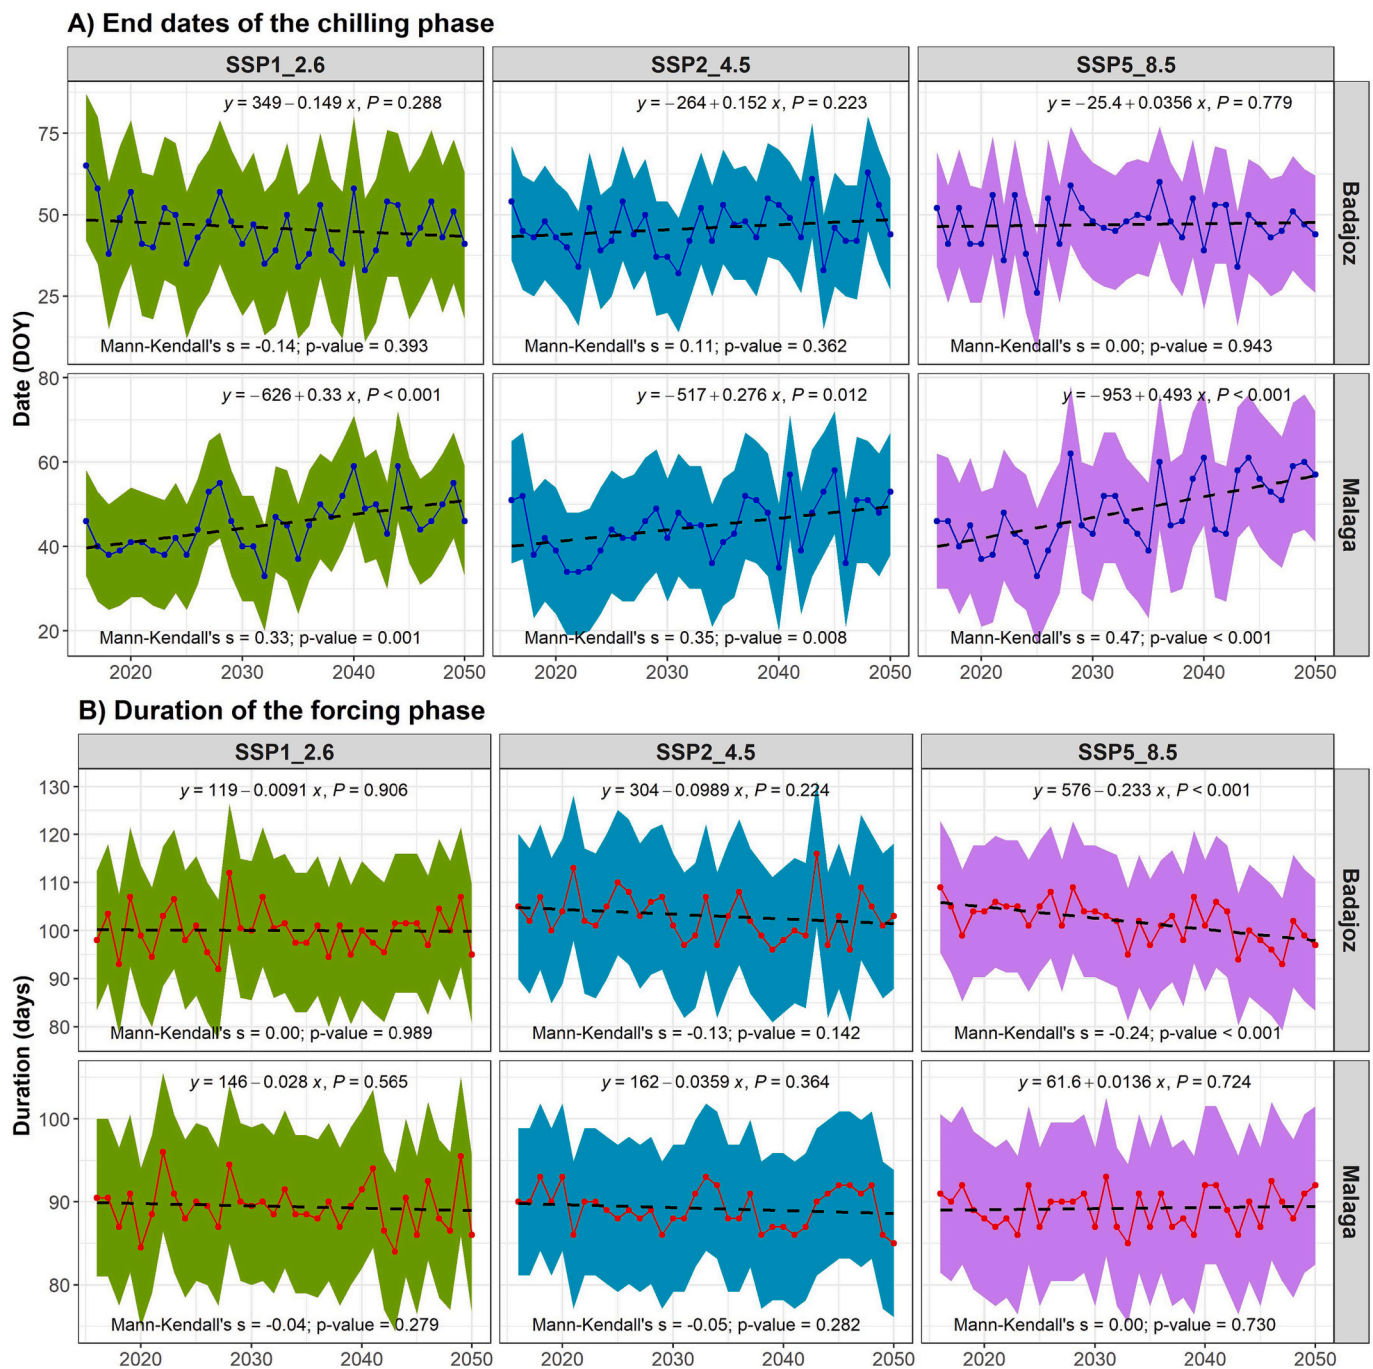 A) End dates of the chilling phase
SSP1_2.6 SSP2_4.5 SSP5_8.5
y = 349 − 0.149 x, P = 0.288 y = −264 + 0.152 x, P = 0.223 y = −25.4 + 0.0356 x, P = 0.779
75
50
25
Badajoz
Mann-Kendall's s = -0.14; p-value = 0.393 Mann-Kendall's s = 0.11; p-value = 0.362 Mann-Kendall's s = 0.00; p-value = 0.943
Date (DOY)
y = −626 + 0.33 x, P < 0.001 y = −517 + 0.276 x, P = 0.012 y = −953 + 0.493 x, P < 0.001
80
60
40
20
Malaga
Mann-Kendall's s = 0.33; p-value = 0.001 Mann-Kendall's s = 0.35; p-value = 0.008 Mann-Kendall's s = 0.47; p-value < 0.001
2020 2030 2040 2050 2020 2030 2040 2050 2020 2030 2040 2050
B) Duration of the forcing phase
SSP1_2.6 SSP2_4.5 SSP5_8.5
y = 119 − 0.0091 x, P = 0.906 y = 304 − 0.0989 x, P = 0.224 y = 576 − 0.233 x, P < 0.001
130
120
110
100
90
80
Badajoz
Mann-Kendall's s = 0.00; p-value = 0.989 Mann-Kendall's s = -0.13; p-value = 0.142 Mann-Kendall's s = -0.24; p-value < 0.001
Duration (days)
y = 146 − 0.028 x, P = 0.565 y = 162 − 0.0359 x, P = 0.364 y = 61.6 + 0.0136 x, P = 0.724
100
90
80
Malaga
Mann-Kendall's s = -0.04; p-value = 0.279 Mann-Kendall's s = -0.05; p-value = 0.282 Mann-Kendall's s = 0.00; p-value = 0.730
2020 2030 2040 2050 2020 2030 2040 2050 2020 2030 2040 2050